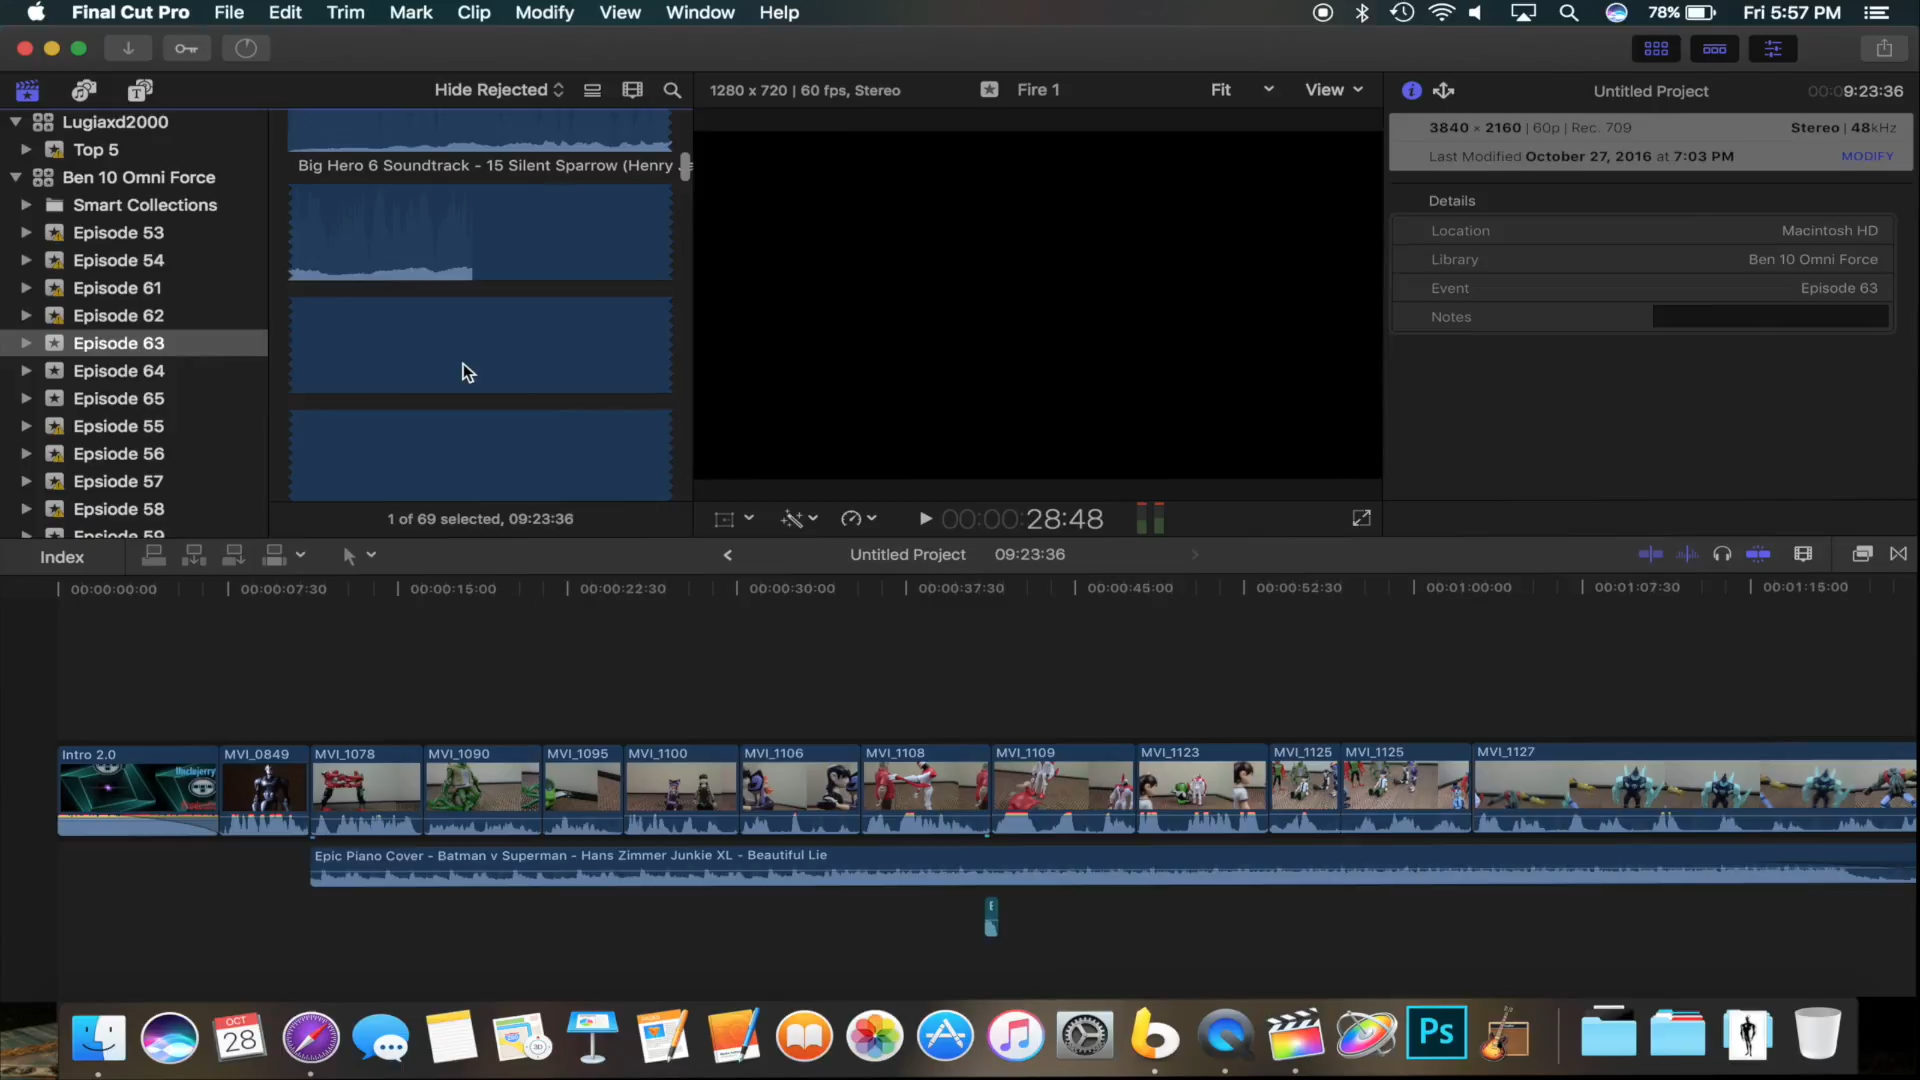 Final Cut Pro File Edit Trim Mark Clip Modify View Window Help 78% Fri 5:57 PM
Hide Rejected 1280 x 720 | 60 fps, Stereo Fire 1 Fit View Untitled Project 00:09:23:36
Lugiaxd2000
Top 5
Ben 10 Omni Force
Smart Collections
Episode 53
Episode 54
Episode 61
Episode 62
Episode 63
Episode 64
Episode 65
Epsiode 55
Epsiode 56
Epsiode 57
Epsiode 58
Epsiode 59
Big Hero 6 Soundtrack - 15 Silent Sparrow (Henry
1 of 69 selected, 09:23:36
00:00:28:48
3840 × 2160 | 60p | Rec. 709 Stereo | 48kHz
Last Modified October 27, 2016 at 7:03 PM MODIFY
Details
Location Macintosh HD
Library Ben 10 Omni Force
Event Episode 63
Notes
Index Untitled Project 09:23:36
00:00:00:00 00:00:07:30 00:00:15:00 00:00:22:30 00:00:30:00 00:00:37:30 00:00:45:00 00:00:52:30 00:01:00:00 00:01:07:30 00:01:15:00
Intro 2.0 MVI_0849 MVI_1078 MVI_1090 MVI_1095 MVI_1100 MVI_1106 MVI_1108 MVI_1109 MVI_1123 MVI_1125 MVI_1125 MVI_1127
Epic Piano Cover - Batman v Superman - Hans Zimmer Junkie XL - Beautiful Lie
E
OCT
28
3D
Ps